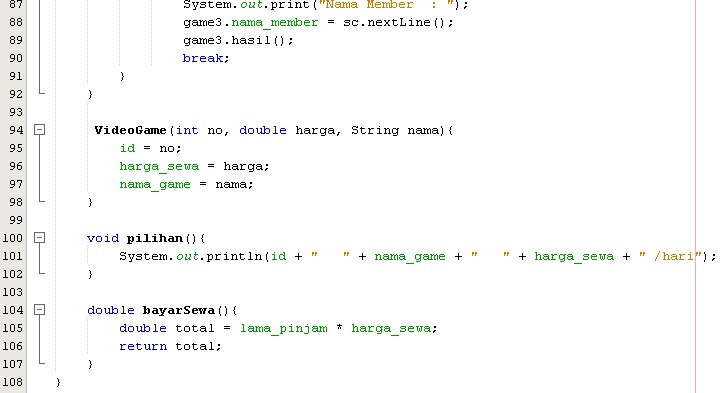 87 System.out.print("Nama Member  : ");
88 game3.nama_member = sc.nextLine();
89 game3.hasil();
90 break;
91 }
92 }
93
94 VideoGame(int no, double harga, String nama){
95 id = no;
96 harga_sewa = harga;
97 nama_game = nama;
98 }
99
100 void pilihan(){
101 System.out.println(id + "   " + nama_game + "   " + harga_sewa + " /hari");
102 }
103
104 double bayarSewa(){
105 double total = lama_pinjam * harga_sewa;
106 return total;
107 }
108 }